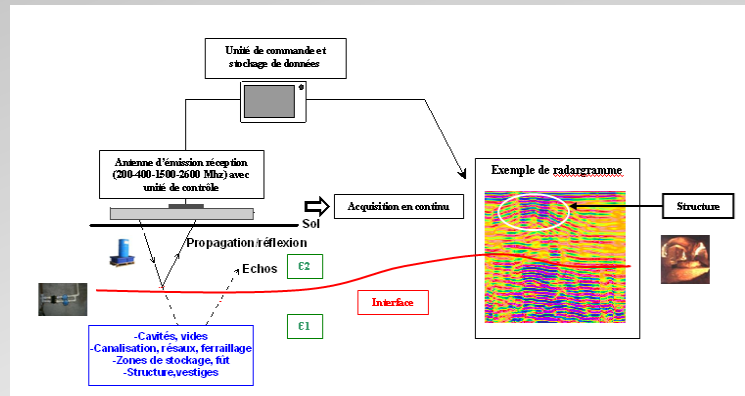 Unité de commande et
stockage de données
Antenne d'émission réception
(200-400-1500-2600 Mhz) avec
unité de contrôle
Exemple de radargramme
Sol
Acquisition en continu
Structure
Propagation/réflexion
Echos
€2
Interface
€1
-Cavités, vides
-Canalisation, résaux, ferraillage
-Zones de stockage, fût
-Structure,vestiges